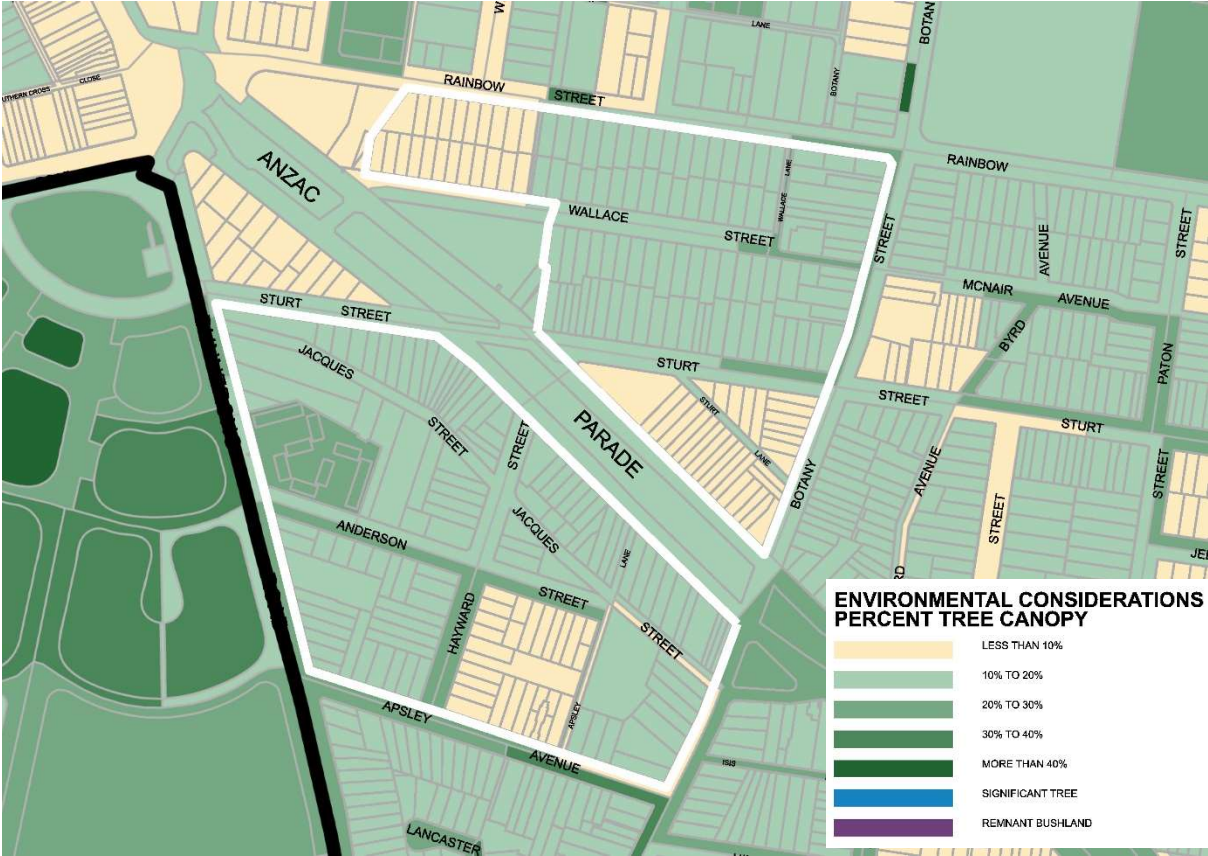 LANE
BOTANY
CLOSE
RAINBOW
STREET
BOTANY
ANZAC
LANE
WALLACE
RAINBOW
WALLACE
STREET
STREET
AVENUE
STREET
MCNAIR
AVENUE
STURT
STREET
BYRD
JACQUES
STURT
PATON
STURT
STREET
STREET
STREET
PARADE
LANE
STURT
BOTANY
AVENUE
STREET
STREET
ANDERSON
JACQUES
LANE
STREET
HAYWARD
STREET
APSLEY
APSLEY
AVENUE
ISIS
LANCASTER
ENVIRONMENTAL CONSIDERATIONS
PERCENT TREE CANOPY
LESS THAN 10%
10% TO 20%
20% TO 30%
30% TO 40%
MORE THAN 40%
SIGNIFICANT TREE
REMNANT BUSHLAND